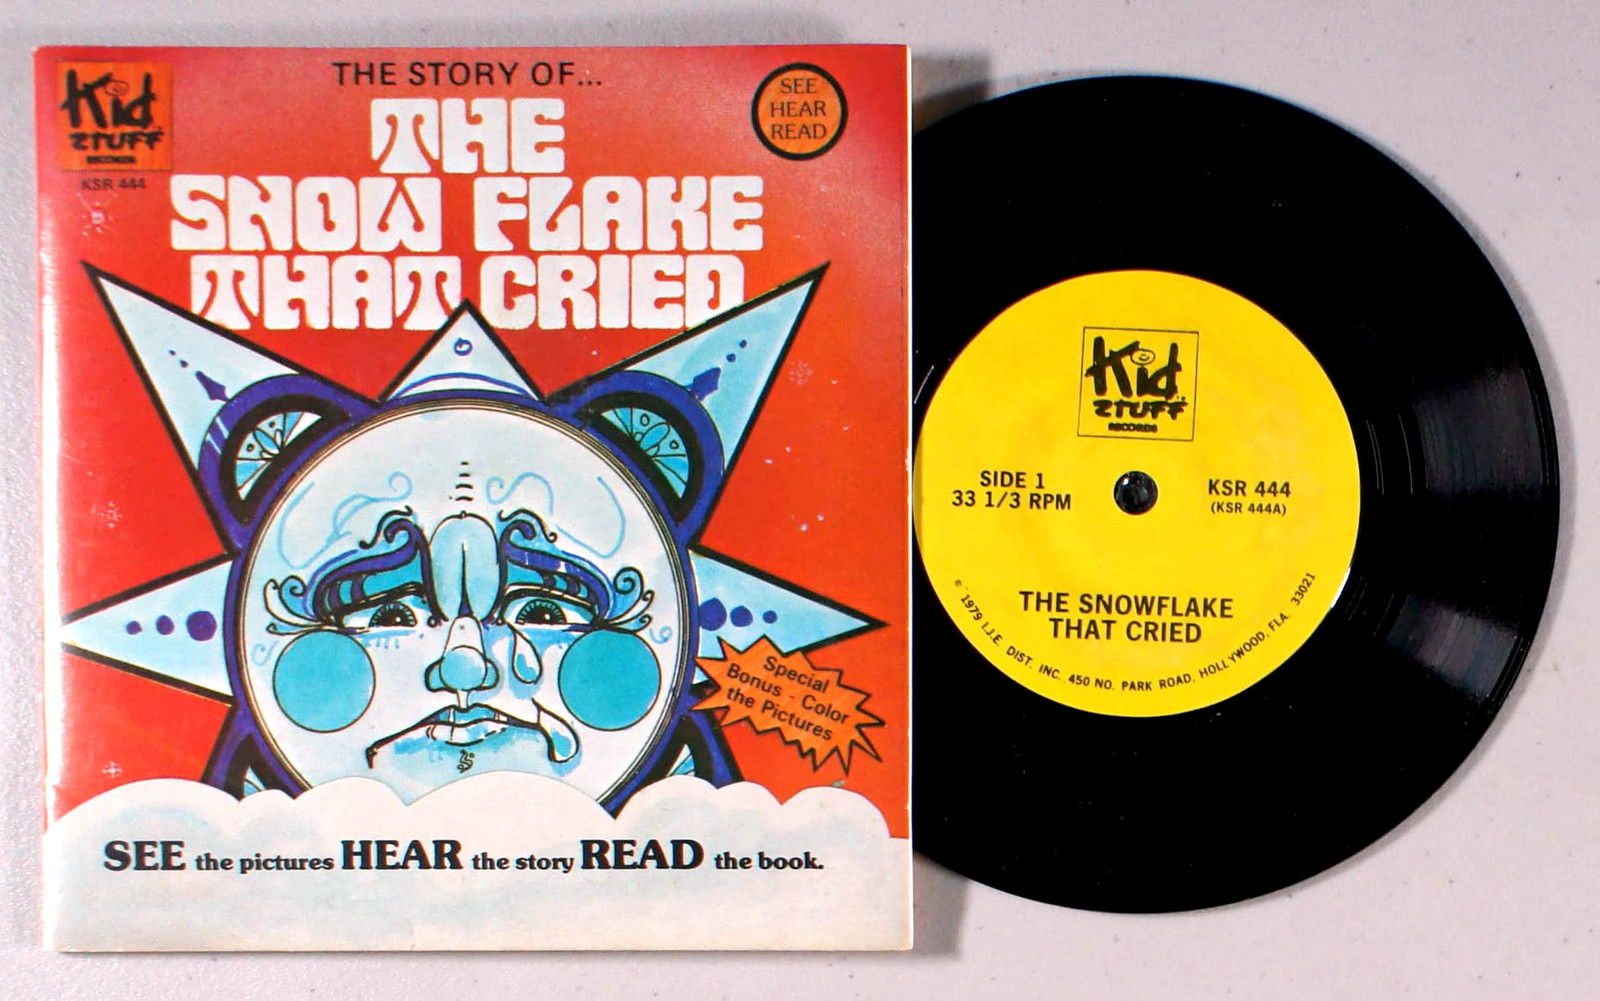 Kid
STUFF
RECORDS
KSR 444
THE STORY OF...
THE
SNOW FLAKE
THAT CRIED
SEE
HEAR
READ
Special
Bonus - Color
the Pictures
SEE the pictures HEAR the story READ the book.
Kid
STUFF
RECORDS
SIDE 1
33 1/3 RPM
KSR 444
(KSR 444A)
THE SNOWFLAKE
THAT CRIED
© 1979 I.J.E. DIST. INC. 450 NO. PARK ROAD, HOLLYWOOD, FLA. 33021